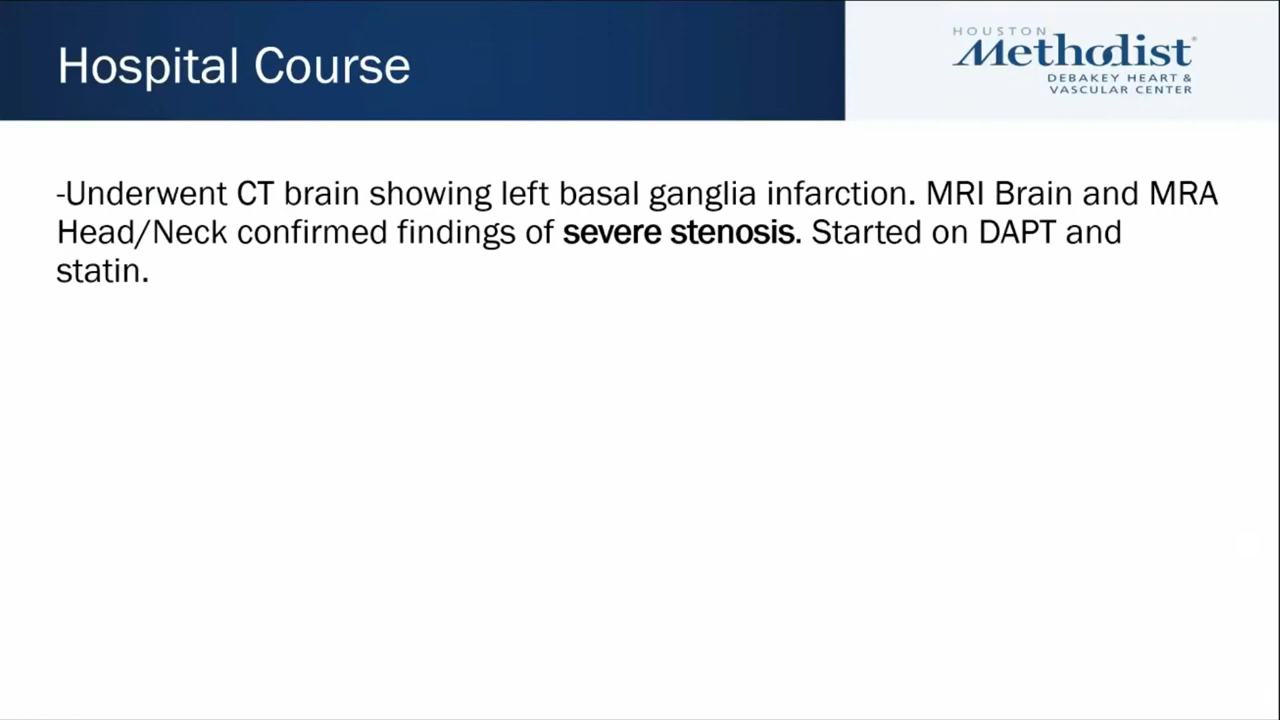 Hospital Course
HOUSTON
Methodist®
DEBAKEY HEART &
VASCULAR CENTER
-Underwent CT brain showing left basal ganglia infarction. MRI Brain and MRA
Head/Neck confirmed findings of severe stenosis. Started on DAPT and
statin.